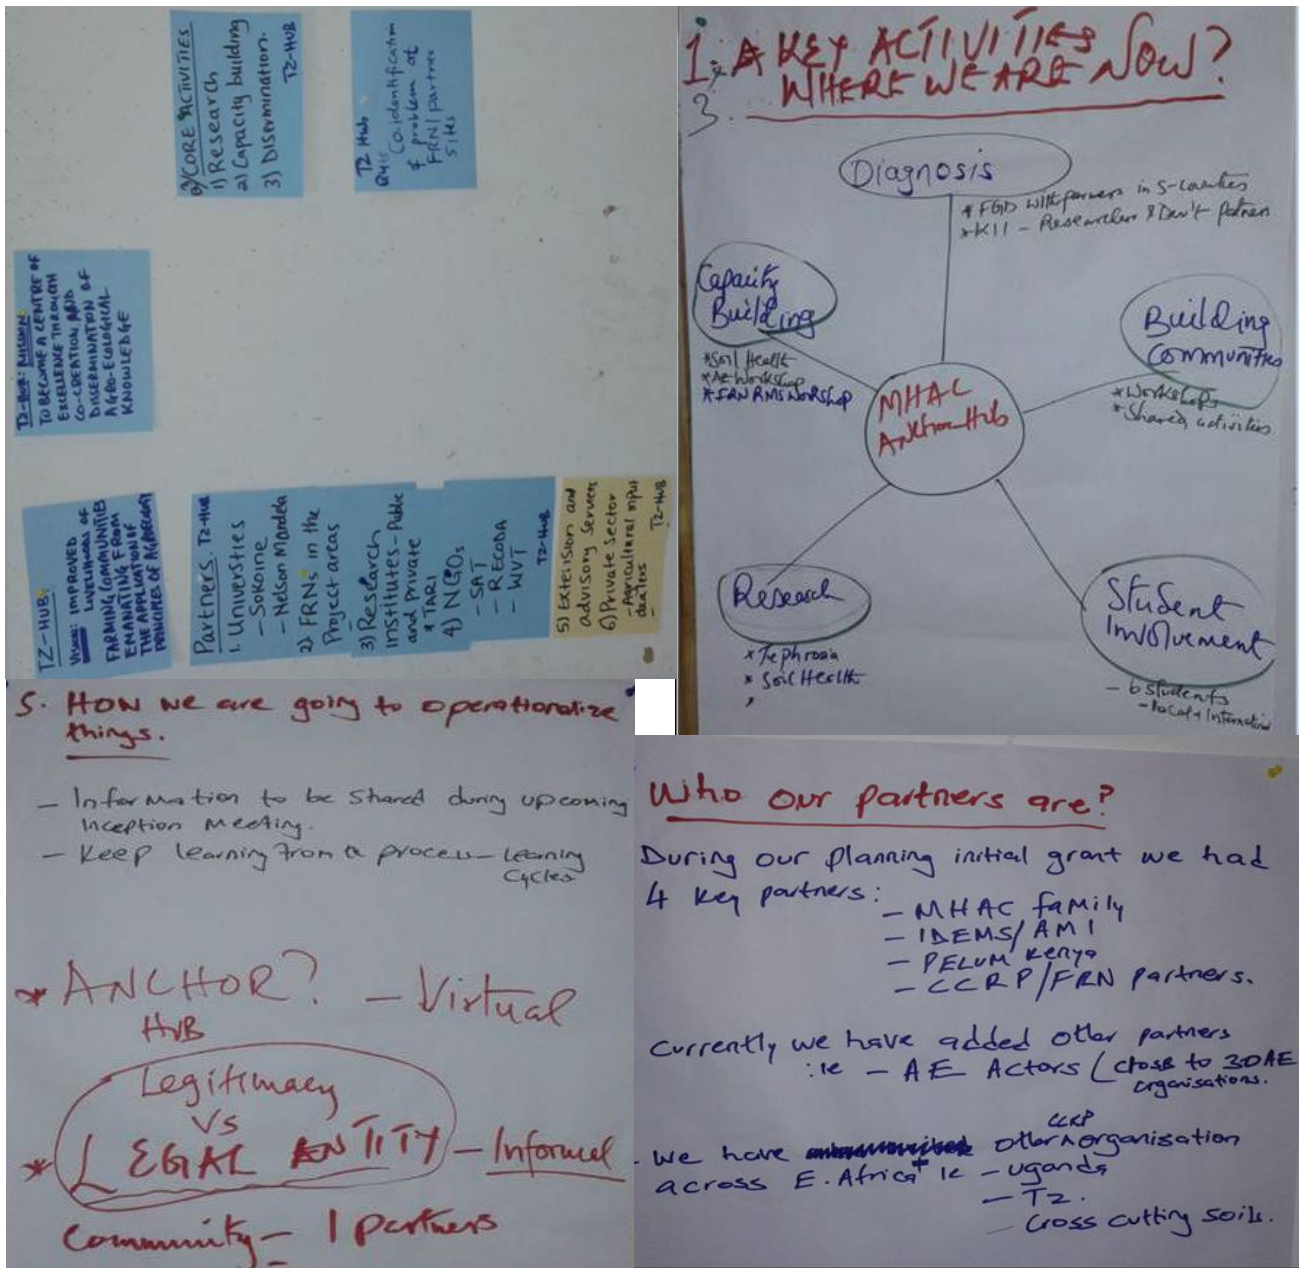 2/CORE ACTIVITIES
1) Research
2) Capacity building
3) Dissemination.
TZ-HUB
TZ Hub
Co.identification
of problem at
FRN/partner
sites
TZ-HUB: MISSION
TO BECOME A CENTRE OF
EXCELLENCE THROUGH
CO-CREATION AND
DISSEMINATION OF
AGRO-ECOLOGICAL
KNOWLEDGE
TZ-HUB:
VISION: IMPROVED
LIVELIHOODS OF
FARMING COMMUNITIES
EMANATING FROM
THE APPLICATION OF
PRINCIPLES OF
Partners TZ-HUB
1. Universities
- Sokoine
- Nelson Mandela
2) FRNs in the
Project areas
3) Research
Institutes-Public
and private
* TARI
4) NGOs
- SAT
- RECODA
- WVT
TZ-HUB
5) Extension and
advisory services
6) Private sector
- Agricultural input
dealers
-
TZ-HUB
1. KEY ACTIVITIES
WHERE WE ARE NOW?
3.
Diagnosis
* FGD with farmers in 5-Counties
* KII - Researchers & Dev't Partners
Capacity
Building
* Soil Health
* AE Workshop
* FRN RMS Workshop
Building
Communities
* Workshops
* Shared activities
MHAC
Anchor Hub
Research
* Tephrosia
* Soil Health
Student
Involvement
- 6 students
- local + International
5. HOW we are going to operationalize
things.
- Information to be shared during upcoming
Inception Meeting.
- Keep learning from a process - Learning
Cycles
* ANCHOR? - Virtual
HUB
Legitimacy
Vs
* LEGAL ENTITY - Informal
Community - 1 partners
Who our partners are?
During our planning initial grant we had
4 key partners:
- MHAC family
- IDEMS/AMI
- PELUM Kenya
- CCRP/FRN partners.
Currently we have added other partners
:ie - AE Actors (close to 30 AE
organisations.
- we have other CCRP organisation
across E. Africa + ie - Uganda
- TZ.
- Cross cutting soils.